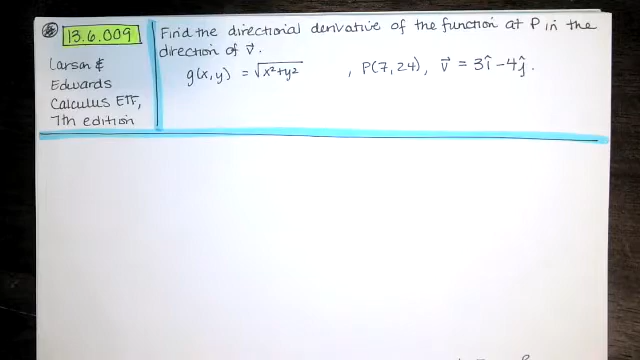 13.6.009
Larson &
Edwards
Calculus ETF,
7th edition
Find the directional derivative of the function at P in the
direction of v⃗.
g(x,y) = √x²+y² , P(7,24), v⃗ = 3î - 4ĵ.